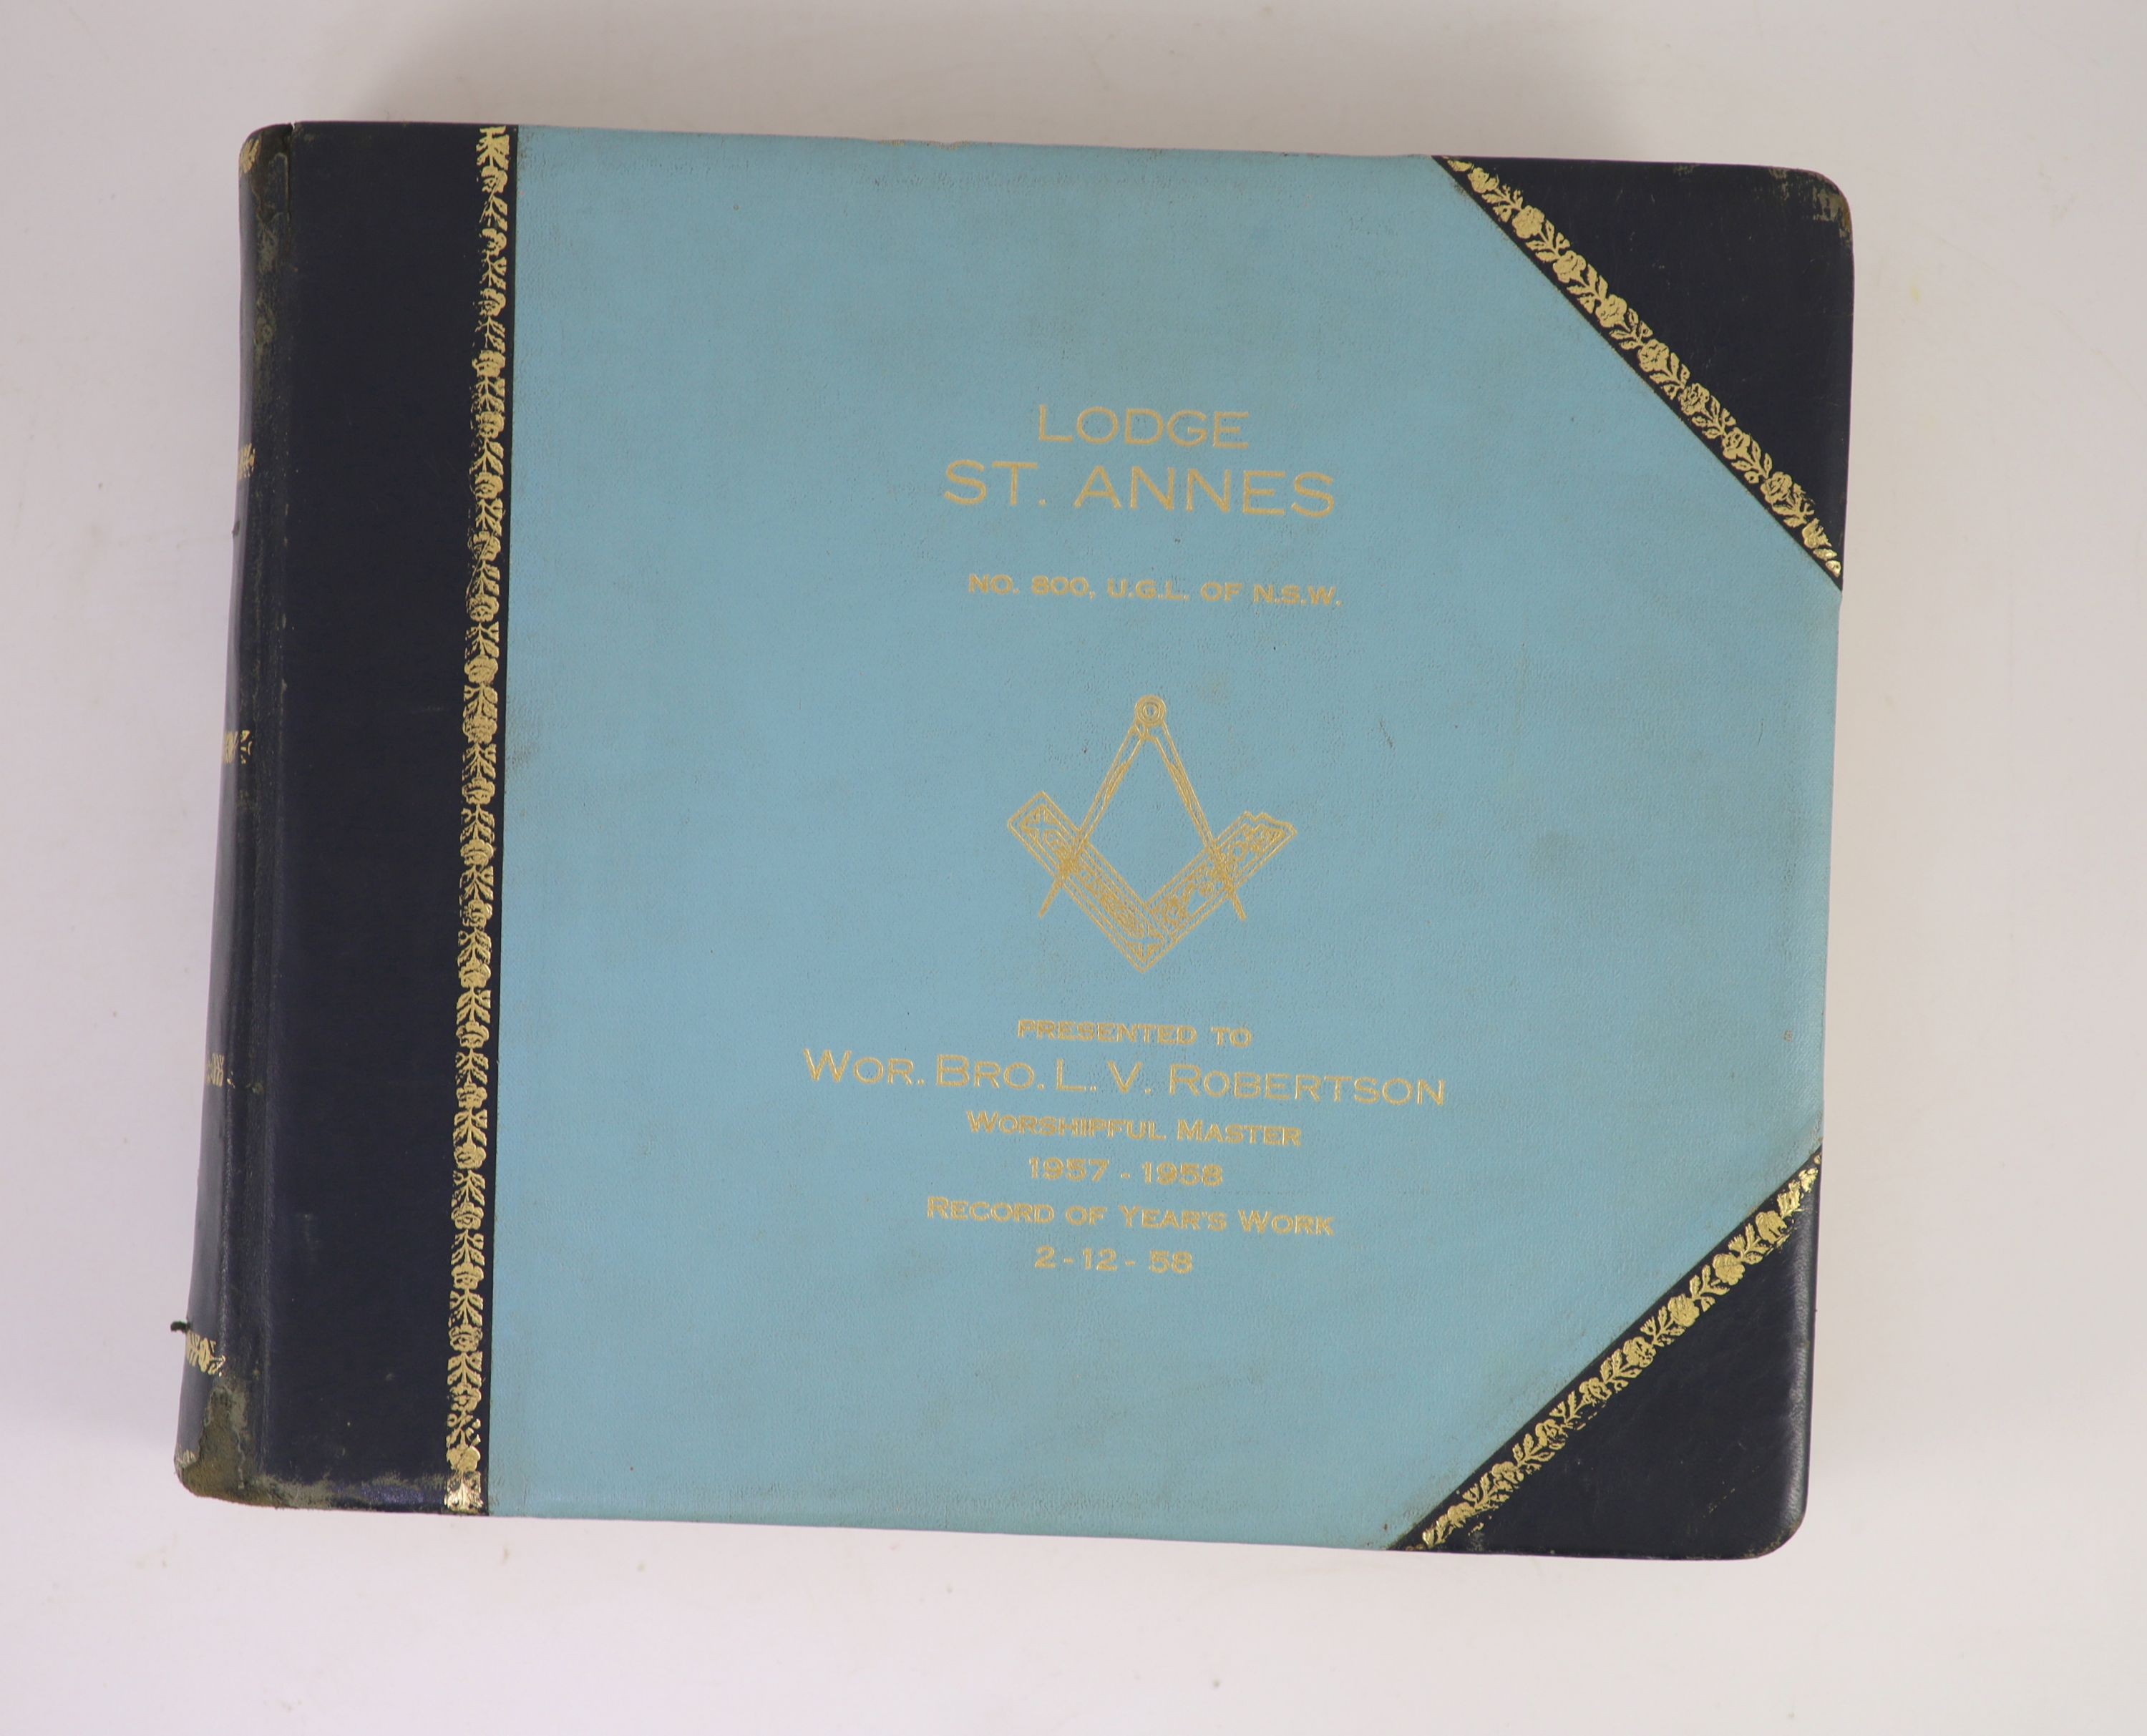 LODGE
ST. ANNES
NO. 800, U.G.L. OF N.S.W.
PRESENTED TO
WOR. BRO. L. V. ROBERTSON
WORSHIPFUL MASTER
1957 - 1958
RECORD OF YEAR'S WORK
2 - 12 - 58